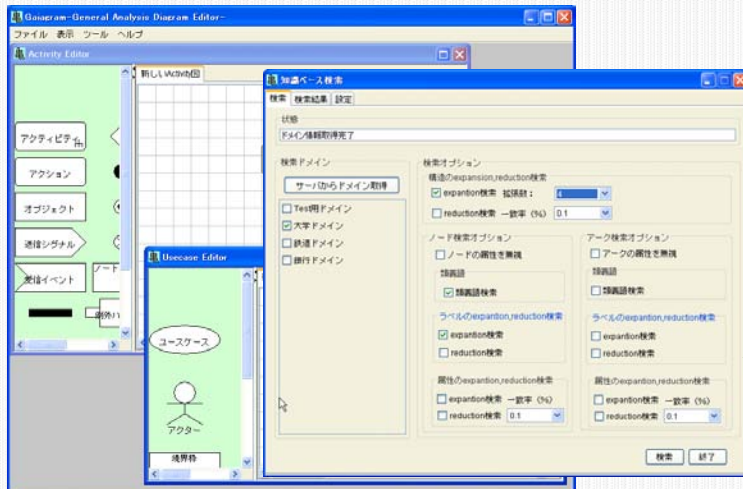 Gaiagram-General Analysis Diagram Editor-
ファイル 表示 ツール ヘルプ
Activity Editor
新しいActivity図
アクティビティ
アクション
オブジェクト
送信シグナル
受信イベント
ノート
例外ハ
Usecase Editor
ユースケース
アクター
境界枠
知識ベース検索
検索 検索結果 設定
状態
ドメイン情報取得完了
検索ドメイン
サーバからドメイン取得
Test用ドメイン
大学ドメイン
鉄道ドメイン
銀行ドメイン
検索オプション
構造のexpansion,reduction検索
expantion検索 拡張数: 4
reduction検索 一致率 (%) 0.1
ノード検索オプション
ノードの属性を無視
類義語
類義語検索
ラベルのexpantion,reduction検索
expantion検索
reduction検索
属性のexpantion,reduction検索
expantion検索 一致率 (%)
reduction検索 0.1
アーク検索オプション
アークの属性を無視
類義語
類義語検索
ラベルのexpantion,reduction検索
expantion検索
reduction検索
属性のexpantion,reduction検索
expantion検索 一致率 (%)
reduction検索 0.1
検索 終了